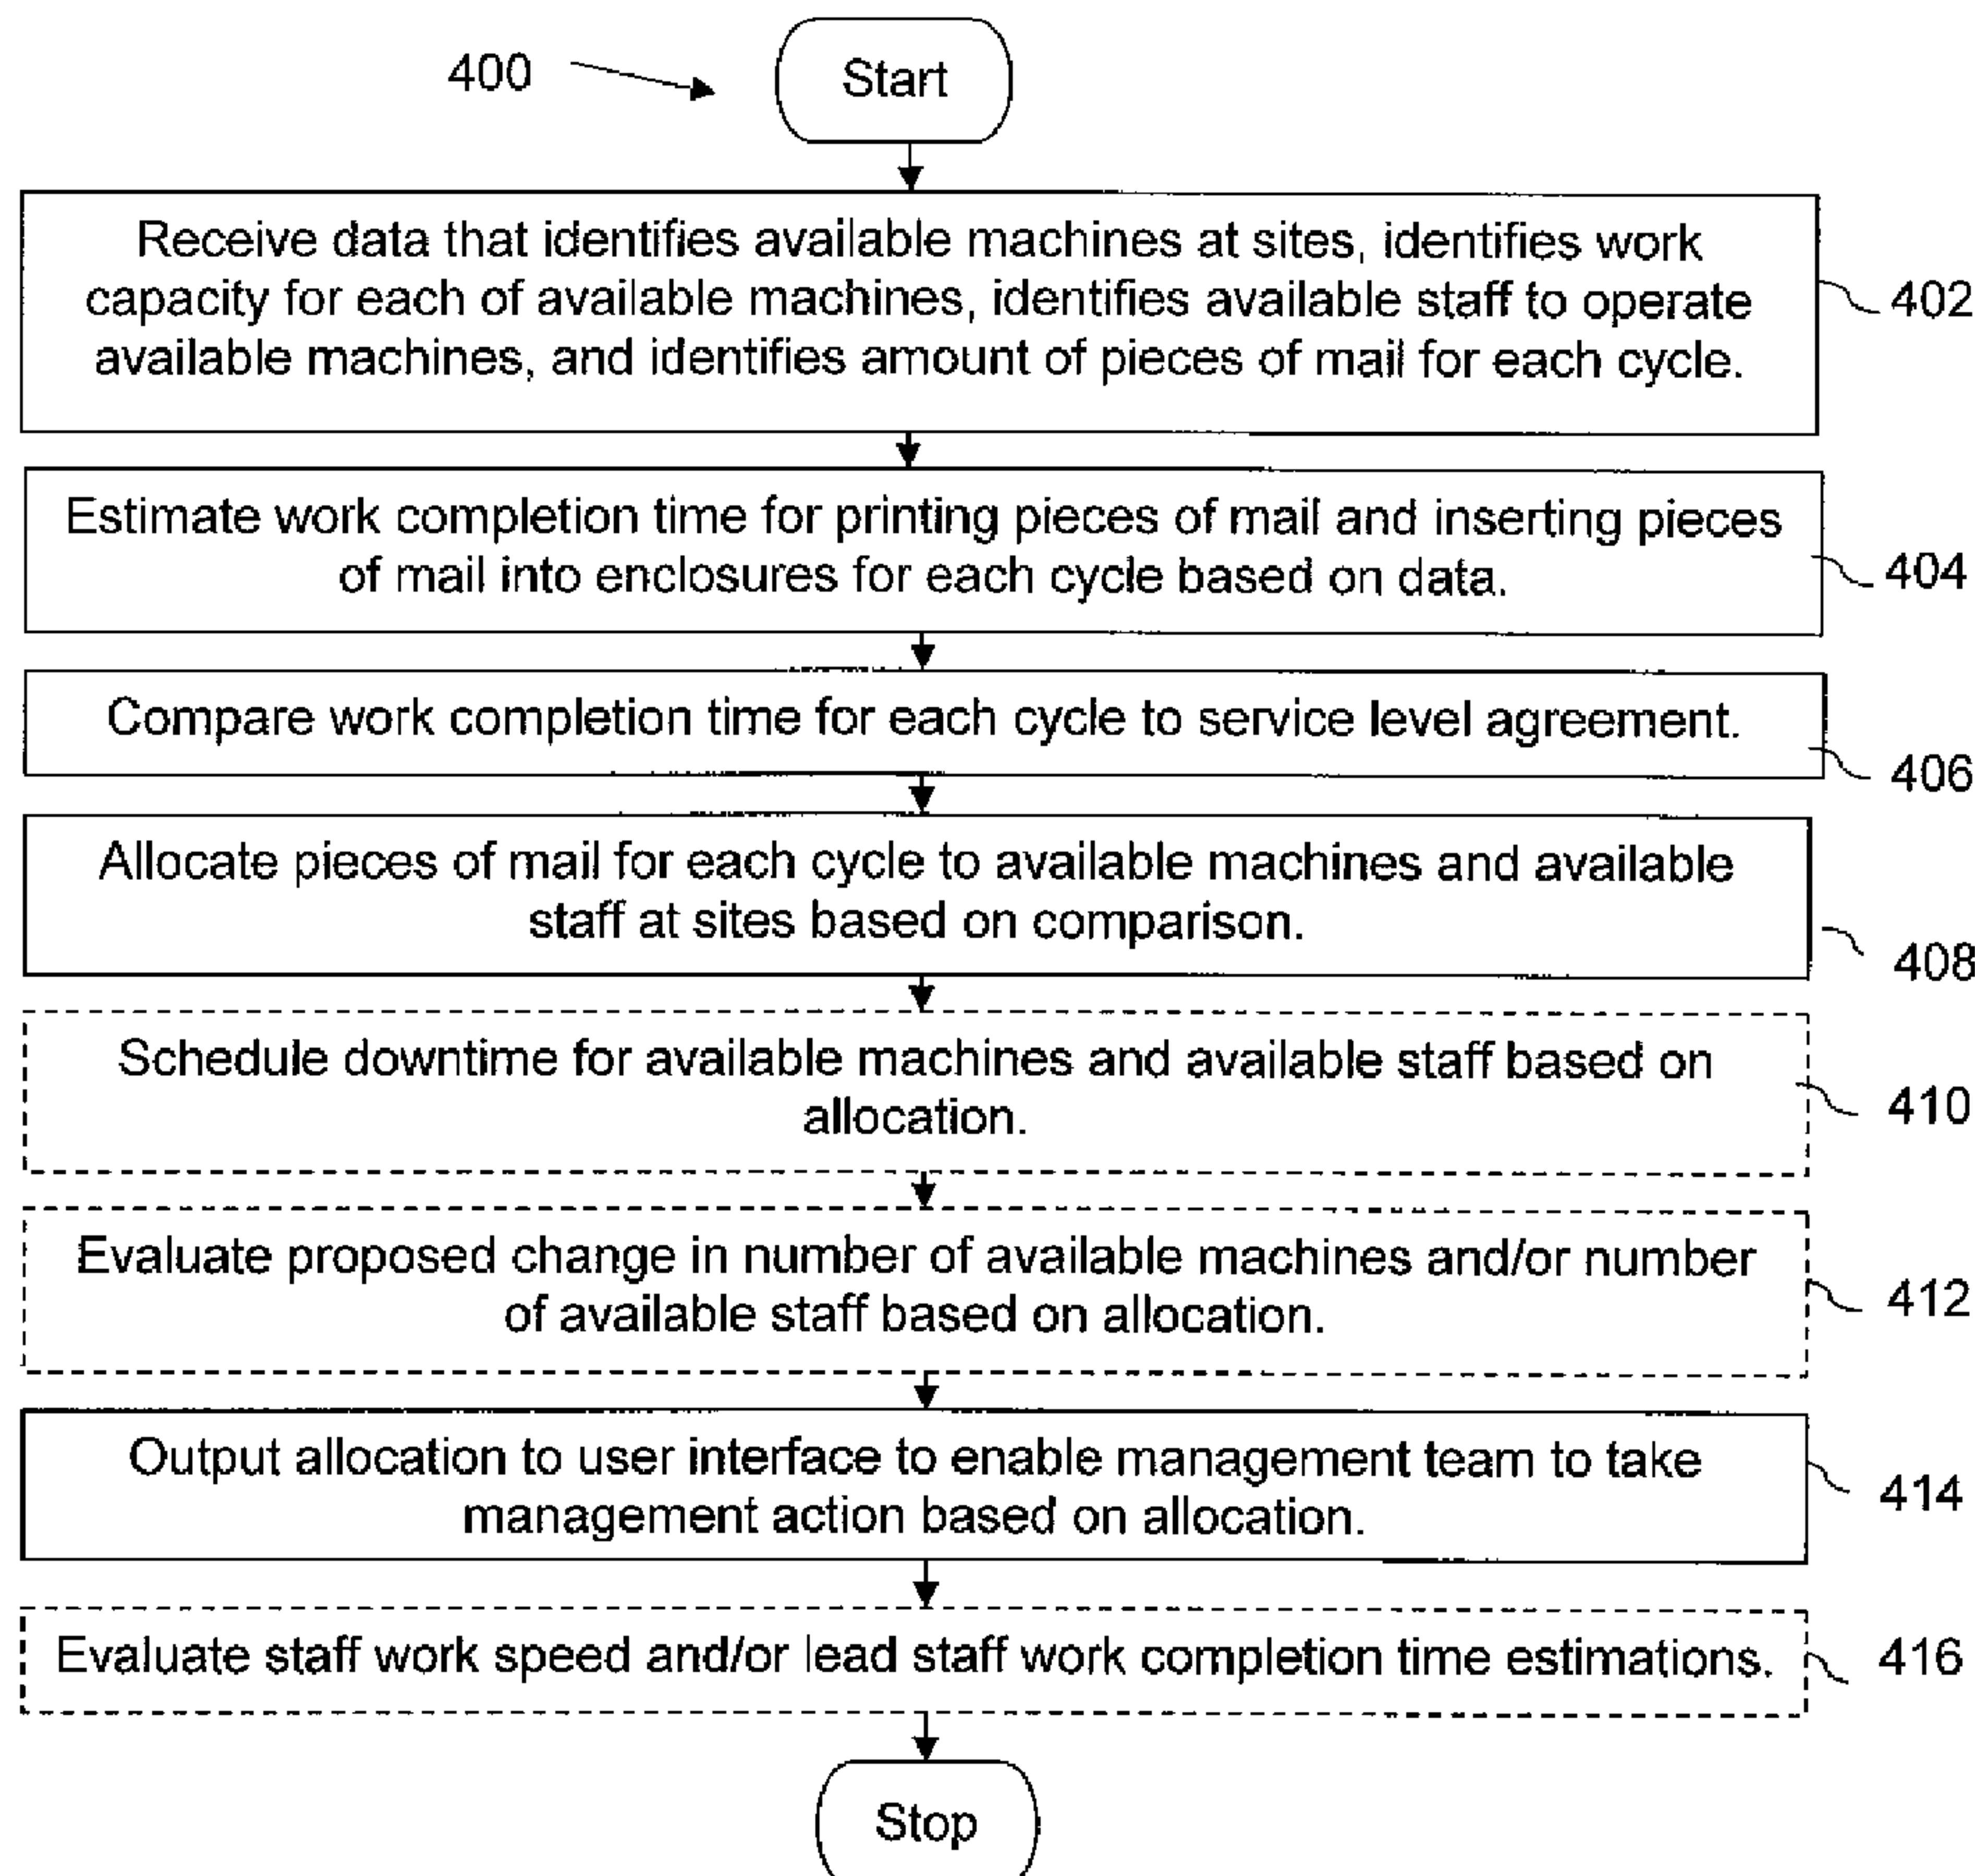 400
Start
Receive data that identifies available machines at sites, identifies work
capacity for each of available machines, identifies available staff to operate
available machines, and identifies amount of pieces of mail for each cycle.
402
Estimate work completion time for printing pieces of mail and inserting pieces
of mail into enclosures for each cycle based on data.
404
Compare work completion time for each cycle to service level agreement.
406
Allocate pieces of mail for each cycle to available machines and available
staff at sites based on comparison.
408
Schedule downtime for available machines and available staff based on
allocation.
410
Evaluate proposed change in number of available machines and/or number
of available staff based on allocation.
412
Output allocation to user interface to enable management team to take
management action based on allocation.
414
Evaluate staff work speed and/or lead staff work completion time estimations.
416
Stop